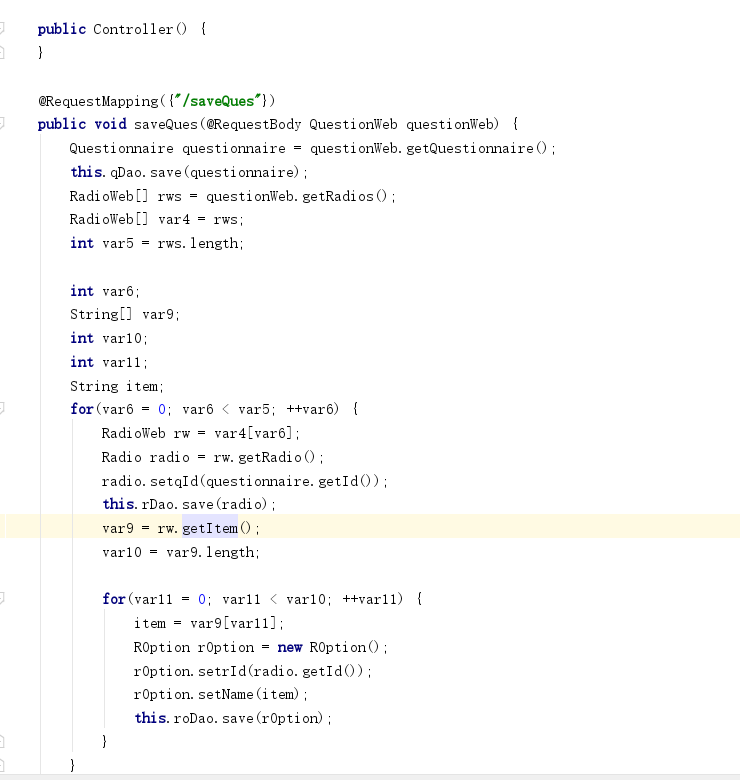 public Controller() {
}
@RequestMapping({"/saveQues"})
public void saveQues(@RequestBody QuestionWeb questionWeb) {
Questionnaire questionnaire = questionWeb.getQuestionnaire();
this.qDao.save(questionnaire);
RadioWeb[] rws = questionWeb.getRadios();
RadioWeb[] var4 = rws;
int var5 = rws.length;
int var6;
String[] var9;
int var10;
int var11;
String item;
for(var6 = 0; var6 < var5; ++var6) {
RadioWeb rw = var4[var6];
Radio radio = rw.getRadio();
radio.setqId(questionnaire.getId());
this.rDao.save(radio);
var9 = rw.getItem();
var10 = var9.length;
for(var11 = 0; var11 < var10; ++var11) {
item = var9[var11];
ROption rOption = new ROption();
rOption.setrId(radio.getId());
rOption.setName(item);
this.roDao.save(rOption);
}
}